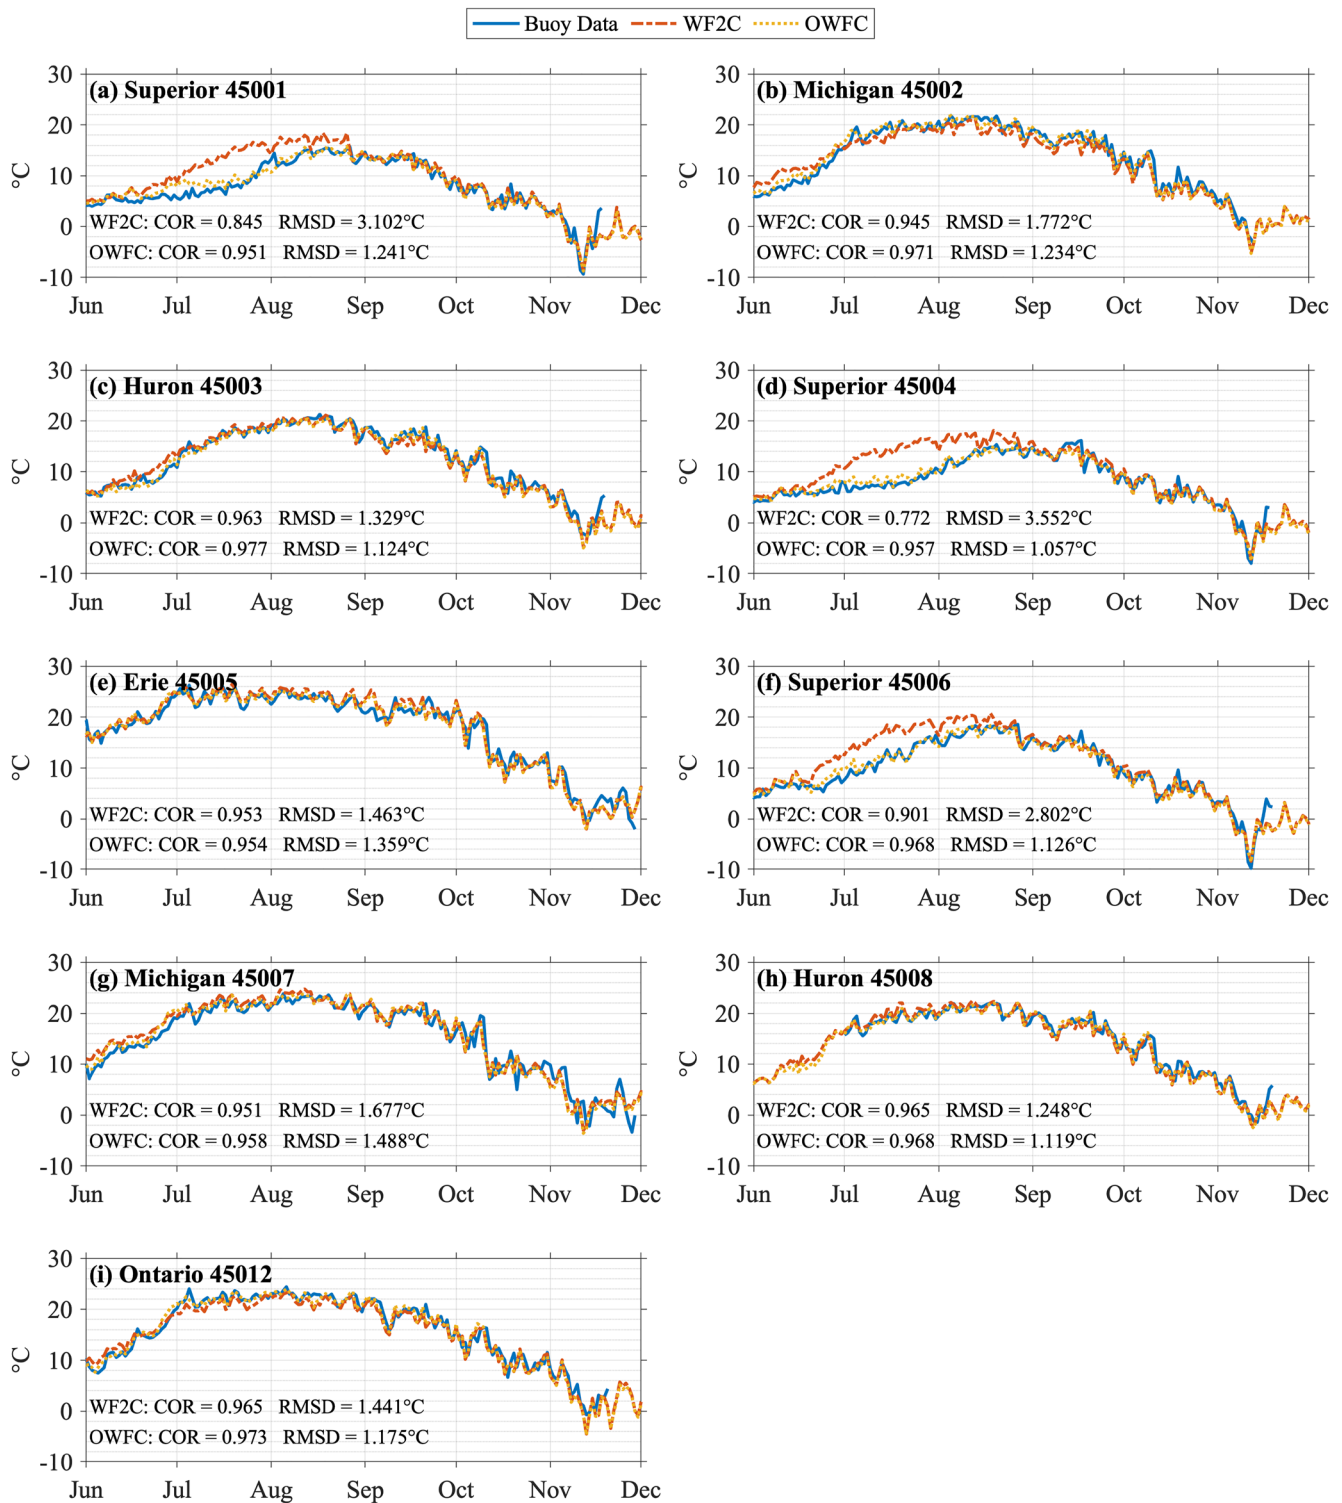 Buoy Data WF2C OWFC
(a) Superior 45001
30
20
10
0
-10
°C
WF2C: COR = 0.845 RMSD = 3.102°C
OWFC: COR = 0.951 RMSD = 1.241°C
Jun Jul Aug Sep Oct Nov Dec
(b) Michigan 45002
30
20
10
0
-10
°C
WF2C: COR = 0.945 RMSD = 1.772°C
OWFC: COR = 0.971 RMSD = 1.234°C
Jun Jul Aug Sep Oct Nov Dec
(c) Huron 45003
30
20
10
0
-10
°C
WF2C: COR = 0.963 RMSD = 1.329°C
OWFC: COR = 0.977 RMSD = 1.124°C
Jun Jul Aug Sep Oct Nov Dec
(d) Superior 45004
30
20
10
0
-10
°C
WF2C: COR = 0.772 RMSD = 3.552°C
OWFC: COR = 0.957 RMSD = 1.057°C
Jun Jul Aug Sep Oct Nov Dec
(e) Erie 45005
30
20
10
0
-10
°C
WF2C: COR = 0.953 RMSD = 1.463°C
OWFC: COR = 0.954 RMSD = 1.359°C
Jun Jul Aug Sep Oct Nov Dec
(f) Superior 45006
30
20
10
0
-10
°C
WF2C: COR = 0.901 RMSD = 2.802°C
OWFC: COR = 0.968 RMSD = 1.126°C
Jun Jul Aug Sep Oct Nov Dec
(g) Michigan 45007
30
20
10
0
-10
°C
WF2C: COR = 0.951 RMSD = 1.677°C
OWFC: COR = 0.958 RMSD = 1.488°C
Jun Jul Aug Sep Oct Nov Dec
(h) Huron 45008
30
20
10
0
-10
°C
WF2C: COR = 0.965 RMSD = 1.248°C
OWFC: COR = 0.968 RMSD = 1.119°C
Jun Jul Aug Sep Oct Nov Dec
(i) Ontario 45012
30
20
10
0
-10
°C
WF2C: COR = 0.965 RMSD = 1.441°C
OWFC: COR = 0.973 RMSD = 1.175°C
Jun Jul Aug Sep Oct Nov Dec